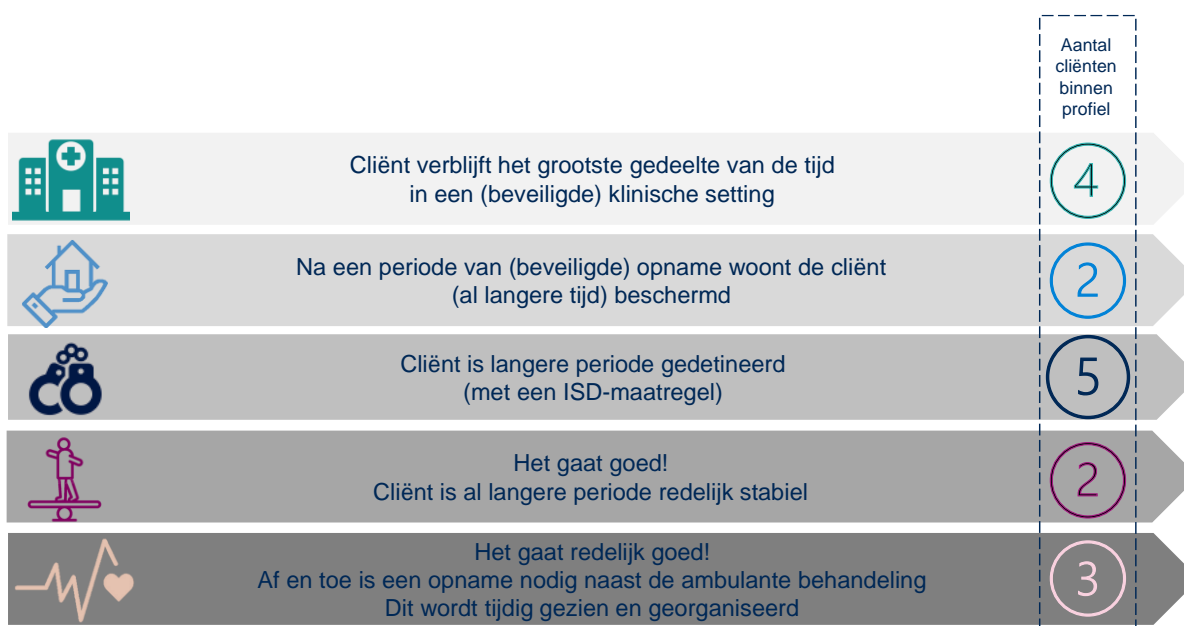 Aantal
cliënten
binnen
profiel
Cliënt verblijft het grootste gedeelte van de tijd
in een (beveiligde) klinische setting
4
Na een periode van (beveiligde) opname woont de cliënt
(al langere tijd) beschermd
2
Cliënt is langere periode gedetineerd
(met een ISD-maatregel)
5
Het gaat goed!
Cliënt is al langere periode redelijk stabiel
2
Het gaat redelijk goed!
Af en toe is een opname nodig naast de ambulante behandeling
Dit wordt tijdig gezien en georganiseerd
3